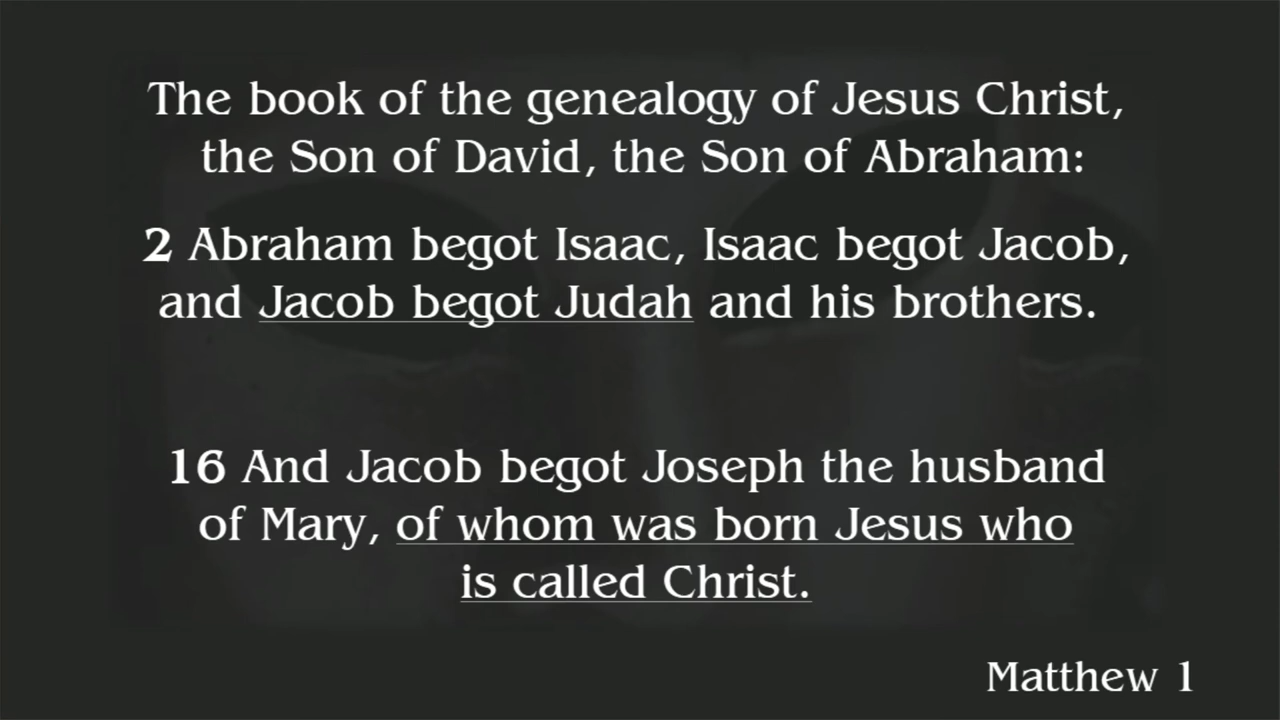 The book of the genealogy of Jesus Christ,
the Son of David, the Son of Abraham:
2 Abraham begot Isaac, Isaac begot Jacob,
and Jacob begot Judah and his brothers.
16 And Jacob begot Joseph the husband
of Mary, of whom was born Jesus who
is called Christ.
Matthew 1